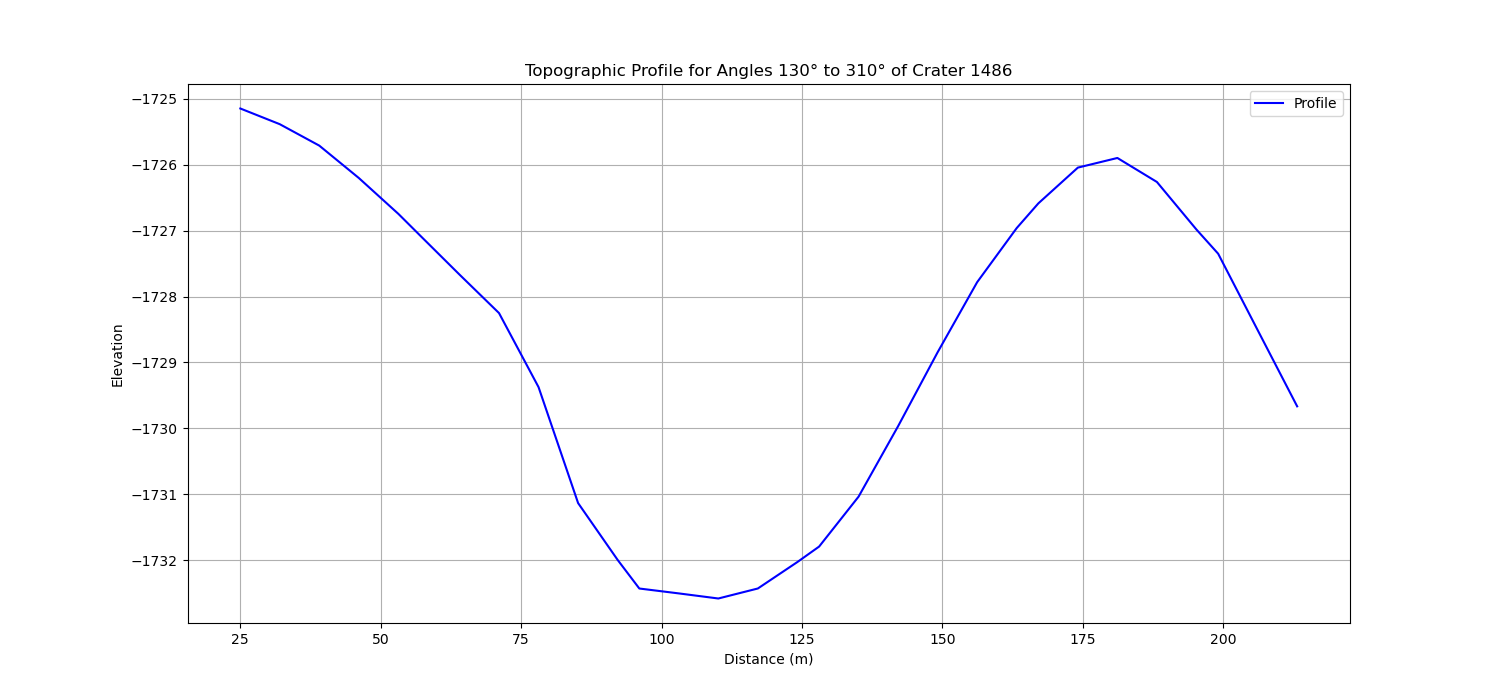 Topographic Profile for Angles 130° to 310° of Crater 1486
Profile
−1725
−1726
−1727
−1728
−1729
−1730
−1731
−1732
Elevation
25 50 75 100 125 150 175 200
Distance (m)